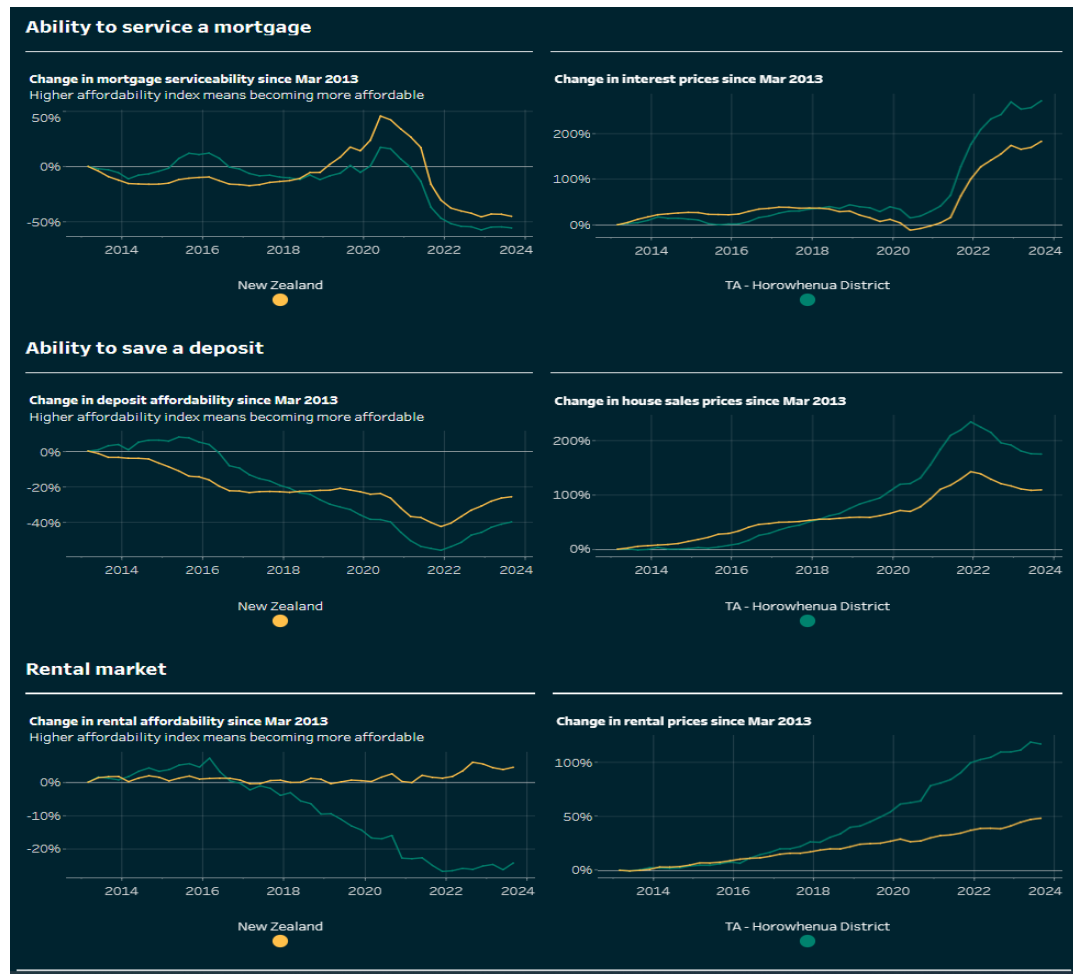 Ability to service a mortgage
Change in mortgage serviceability since Mar 2013
Higher affordability index means becoming more affordable
50%
0%
-50%
2014 2016 2018 2020 2022 2024
New Zealand
Change in interest prices since Mar 2013
200%
100%
0%
2014 2016 2018 2020 2022 2024
TA - Horowhenua District
Ability to save a deposit
Change in deposit affordability since Mar 2013
Higher affordability index means becoming more affordable
0%
-20%
-40%
2014 2016 2018 2020 2022 2024
New Zealand
Change in house sales prices since Mar 2013
200%
100%
0%
2014 2016 2018 2020 2022 2024
TA - Horowhenua District
Rental market
Change in rental affordability since Mar 2013
Higher affordability index means becoming more affordable
0%
-10%
-20%
2014 2016 2018 2020 2022 2024
New Zealand
Change in rental prices since Mar 2013
100%
50%
0%
2014 2016 2018 2020 2022 2024
TA - Horowhenua District